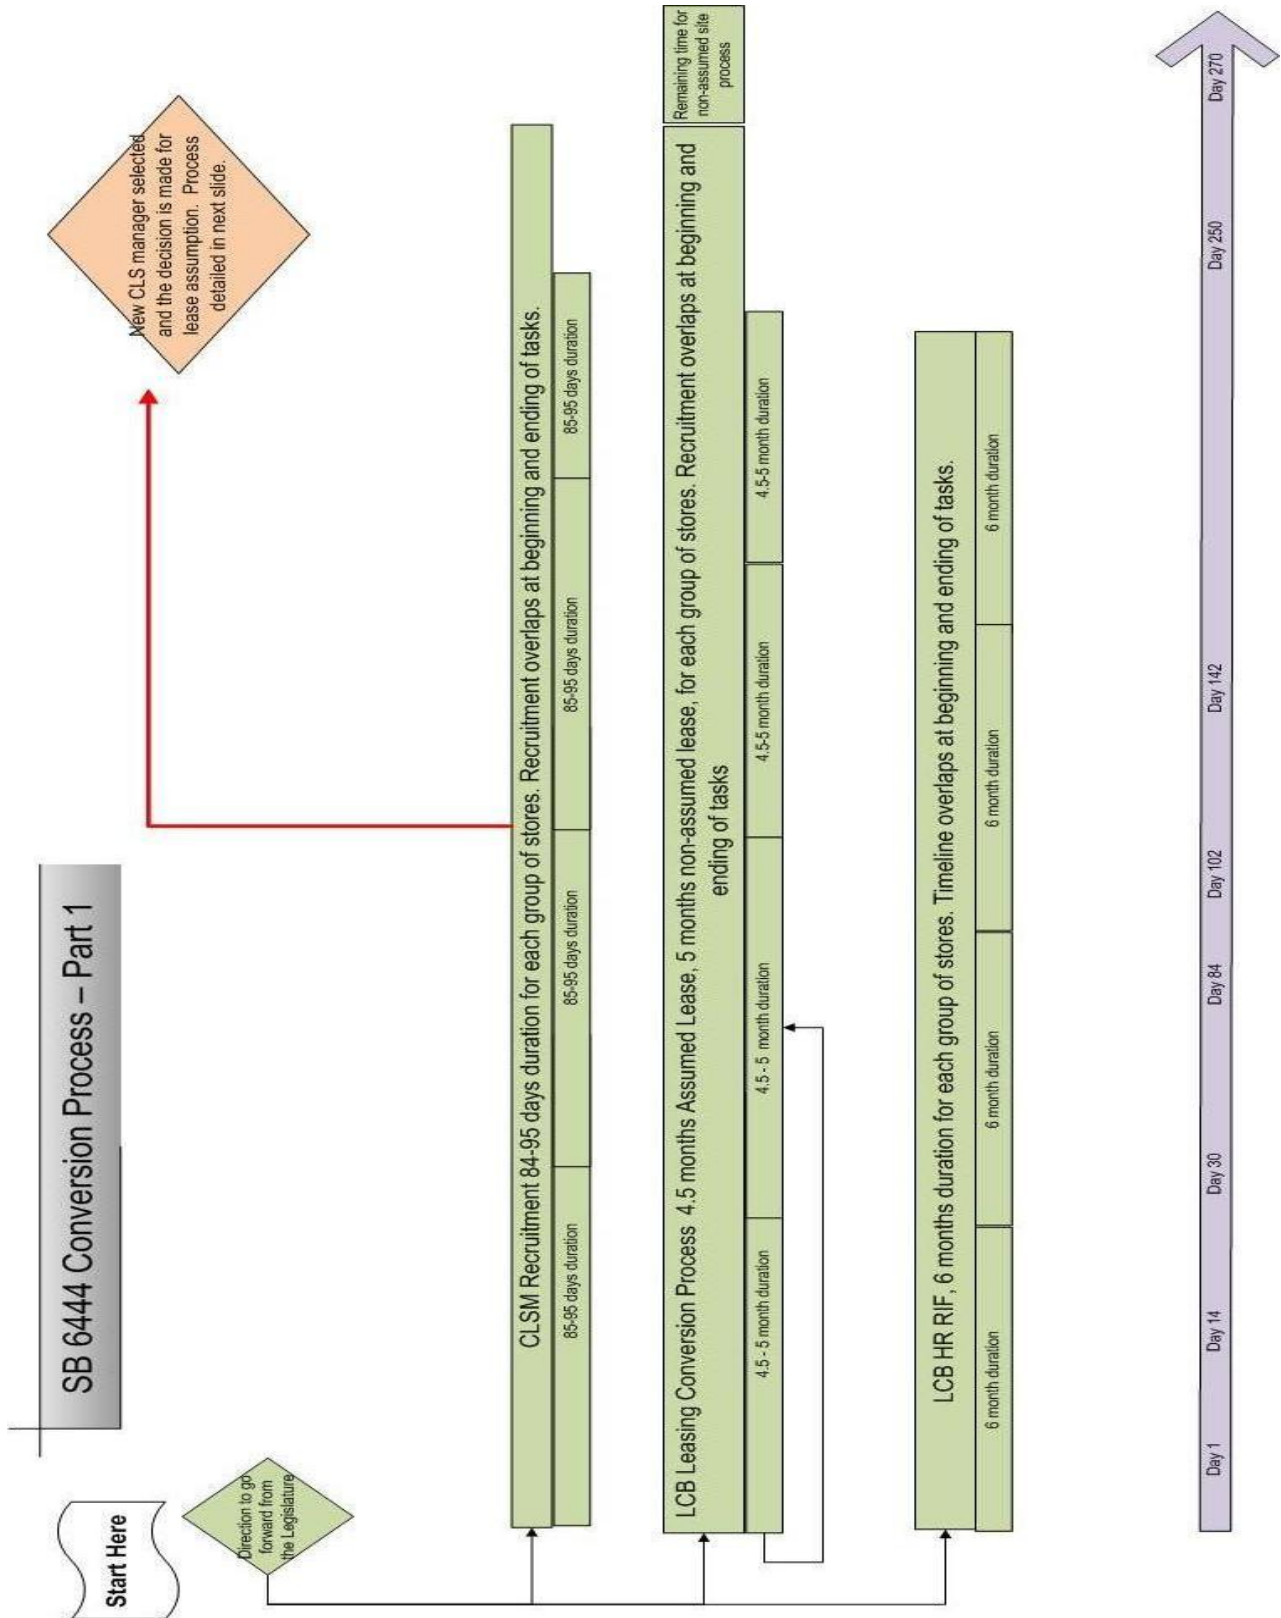 SB 6444 Conversion Process – Part 1
Start Here
Direction to go
forward from
the Legislature
New CLS manager selected
and the decision is made for
lease assumption. Process
detailed in next slide.
CLSM Recruitment 84-95 days duration for each group of stores. Recruitment overlaps at beginning and ending of tasks.
85-95 days duration
85-95 days duration
85-95 days duration
85-95 days duration
LCB Leasing Conversion Process 4.5 months Assumed Lease, 5 months non-assumed lease, for each group of stores. Recruitment overlaps at beginning and
ending of tasks
Remaining time for
non-assumed site
process
4.5 - 5 month duration
4.5 - 5 month duration
4.5-5 month duration
4.5-5 month duration
LCB HR RIF, 6 months duration for each group of stores. Timeline overlaps at beginning and ending of tasks.
6 month duration
6 month duration
6 month duration
6 month duration
Day 1
Day 14
Day 30
Day 84
Day 102
Day 142
Day 250
Day 270